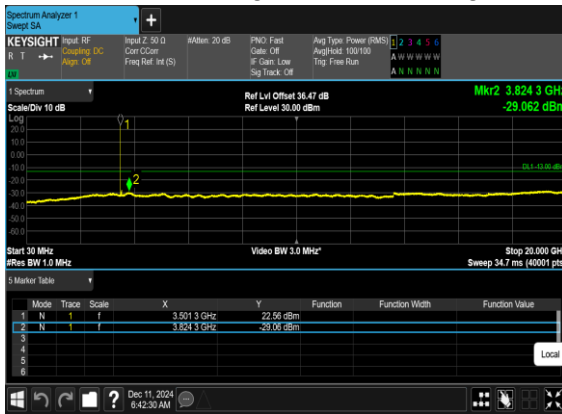 Spectrum Analyzer 1
Swept SA
+
KEYSIGHT Input: RF Input Z: 50 Ω #Atten: 20 dB PNO: Fast Avg Type: Power (RMS) 1 2 3 4 5 6
R T Coupling: DC Corr CCorr Gate: Off Avg|Hold: 100/100 A W W W W W
Align: Off Freq Ref: Int (S) IF Gain: Low Trig: Free Run
Sig Track: Off A N N N N N
1 Spectrum Ref Lvl Offset 36.47 dB Mkr2 3.824 3 GHz
Scale/Div 10 dB Ref Level 30.00 dBm -29.062 dBm
Log
20.0
10.0
0.00
-10.0
-20.0
-30.0
-40.0
-50.0
-60.0
1
2
DL1 -13.00 dB
Start 30 MHz Video BW 3.0 MHz* Stop 20.000 GH
#Res BW 1.0 MHz Sweep 34.7 ms (40001 pts
5 Marker Table
Mode Trace Scale X Y Function Function Width Function Value
1 N 1 f 3.501 3 GHz 22.56 dBm
2 N 1 f 3.824 3 GHz -29.06 dBm
3
4
5
6
Local
? Dec 11, 2024
6:42:30 AM